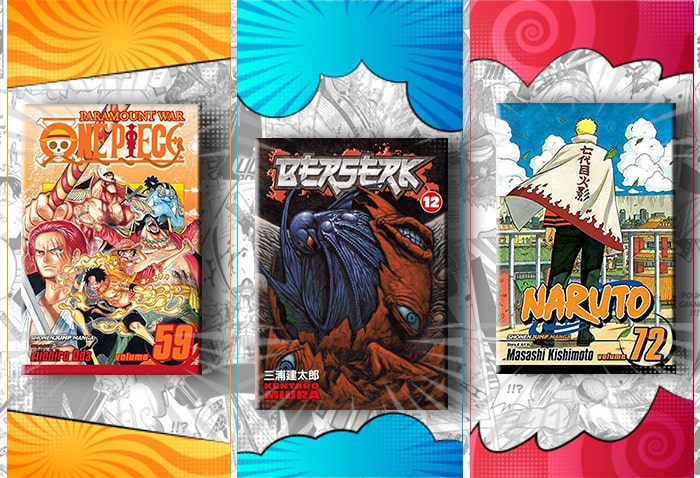 PARAMOUNT WAR
ONE PIECE
SHONEN JUMP MANGA
Eiichiro Oda
volume 59
BERSERK
12
三浦建太郎
KENTARO
MIURA
七代目火影
NARUTO
SHONEN JUMP MANGA
Masashi Kishimoto
volume 72
!?
!!?